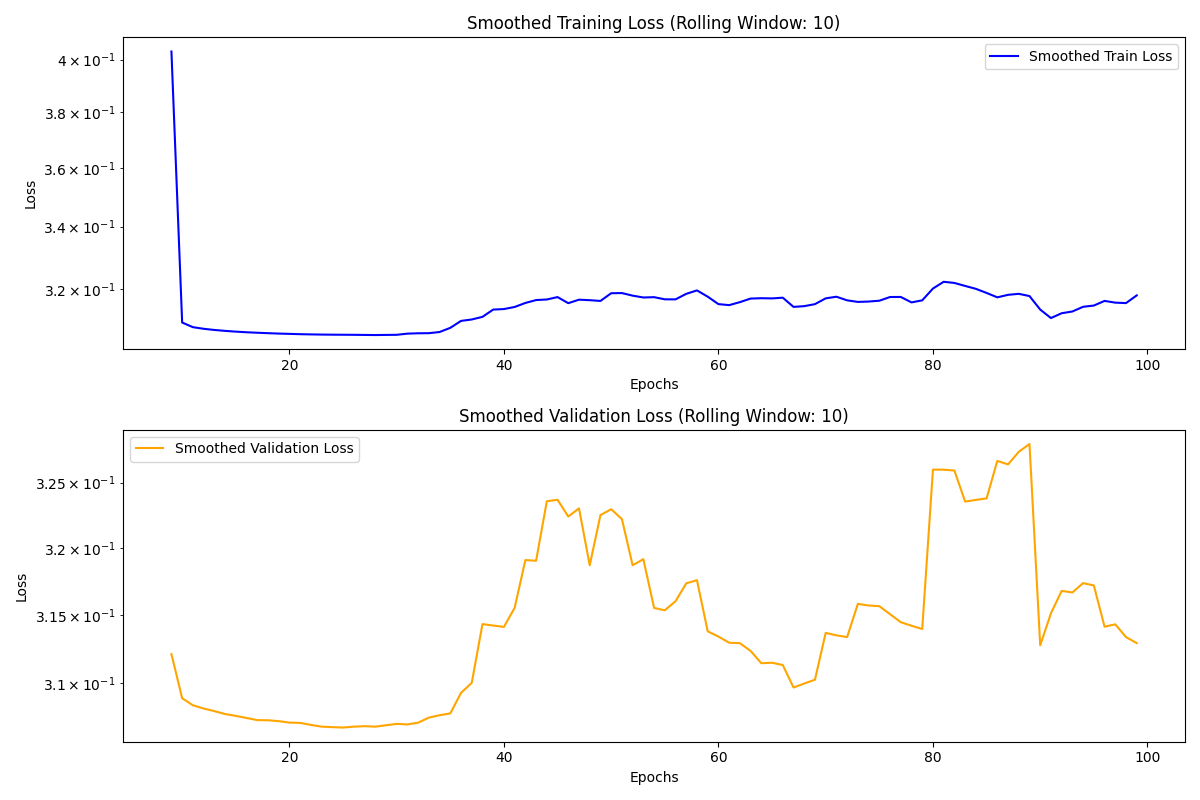 Smoothed Training Loss (Rolling Window: 10)
Smoothed Train Loss
4 × 10⁻¹
3.8 × 10⁻¹
3.6 × 10⁻¹
3.4 × 10⁻¹
3.2 × 10⁻¹
Loss
20 40 60 80 100
Epochs
Smoothed Validation Loss (Rolling Window: 10)
Smoothed Validation Loss
3.25 × 10⁻¹
3.2 × 10⁻¹
3.15 × 10⁻¹
3.1 × 10⁻¹
Loss
20 40 60 80 100
Epochs